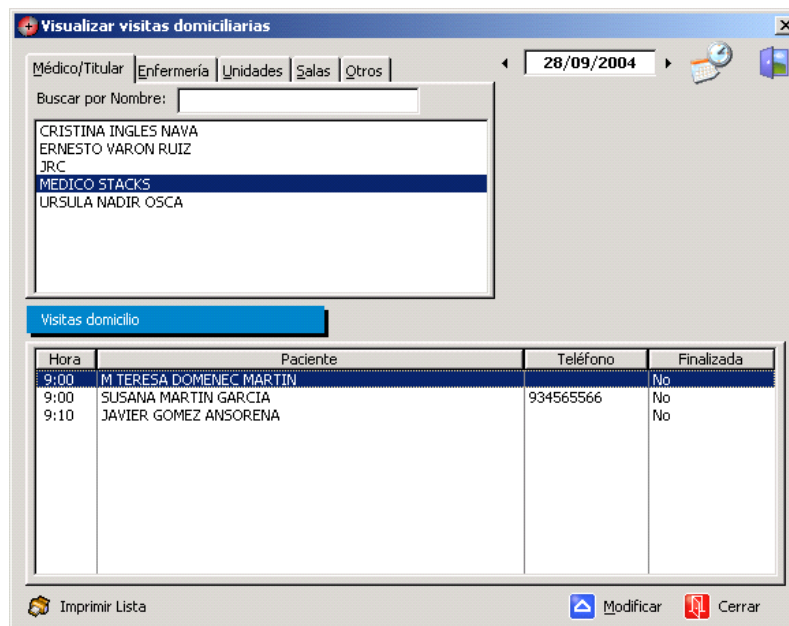 Visualizar visitas domiciliarias
Médico/Titular Enfermería Unidades Salas Otros
28/09/2004
Buscar por Nombre:
CRISTINA INGLES NAVA
ERNESTO VARON RUIZ
JRC
MEDICO STACKS
URSULA NADIR OSCA
Visitas domicilio
Hora Paciente Teléfono Finalizada
9:00 M TERESA DOMENEC MARTIN No
9:00 SUSANA MARTIN GARCIA 934565566 No
9:10 JAVIER GOMEZ ANSORENA No
Imprimir Lista Modificar Cerrar